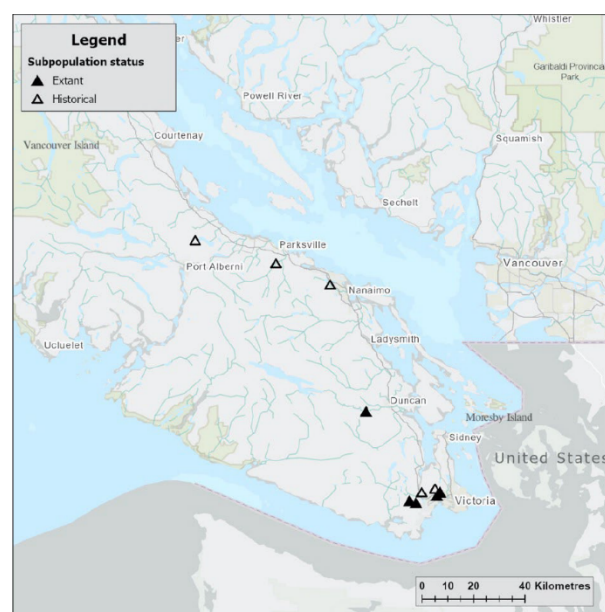 Legend
Subpopulation status
Extant
Historical
Whistler
Garibaldi Provincial
Park
Powell River
Squamish
Courtenay
Vancouver Island
Sechelt
Parksville
Port Alberni
Vancouver
Nanaimo
Ucluelet
Ladysmith
Duncan
Moresby Island
Sidney
United States
Victoria
0 10 20 40 Kilometres